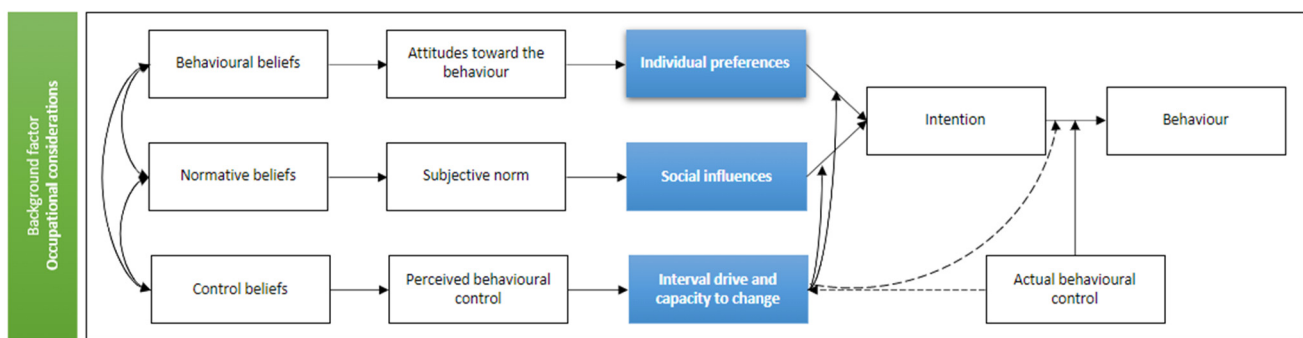 Background factor
Occupational considerations
Behavioural beliefs
Attitudes toward the
behaviour
Individual preferences
Intention
Behaviour
Normative beliefs
Subjective norm
Social influences
Control beliefs
Perceived behavioural
control
Interval drive and
capacity to change
Actual behavioural
control